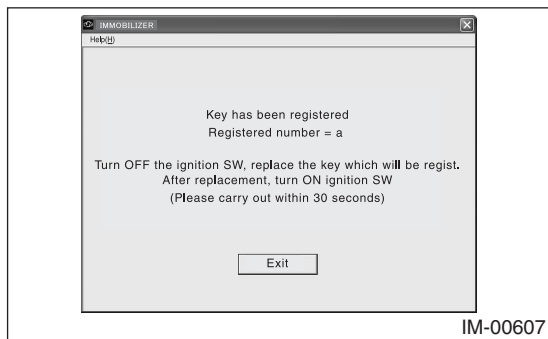 IMMOBILIZER
Help(H)
Key has been registered
Registered number = a
Turn OFF the ignition SW, replace the key which will be regist.
After replacement, turn ON ignition SW
(Please carry out within 30 seconds)
Exit
IM-00607